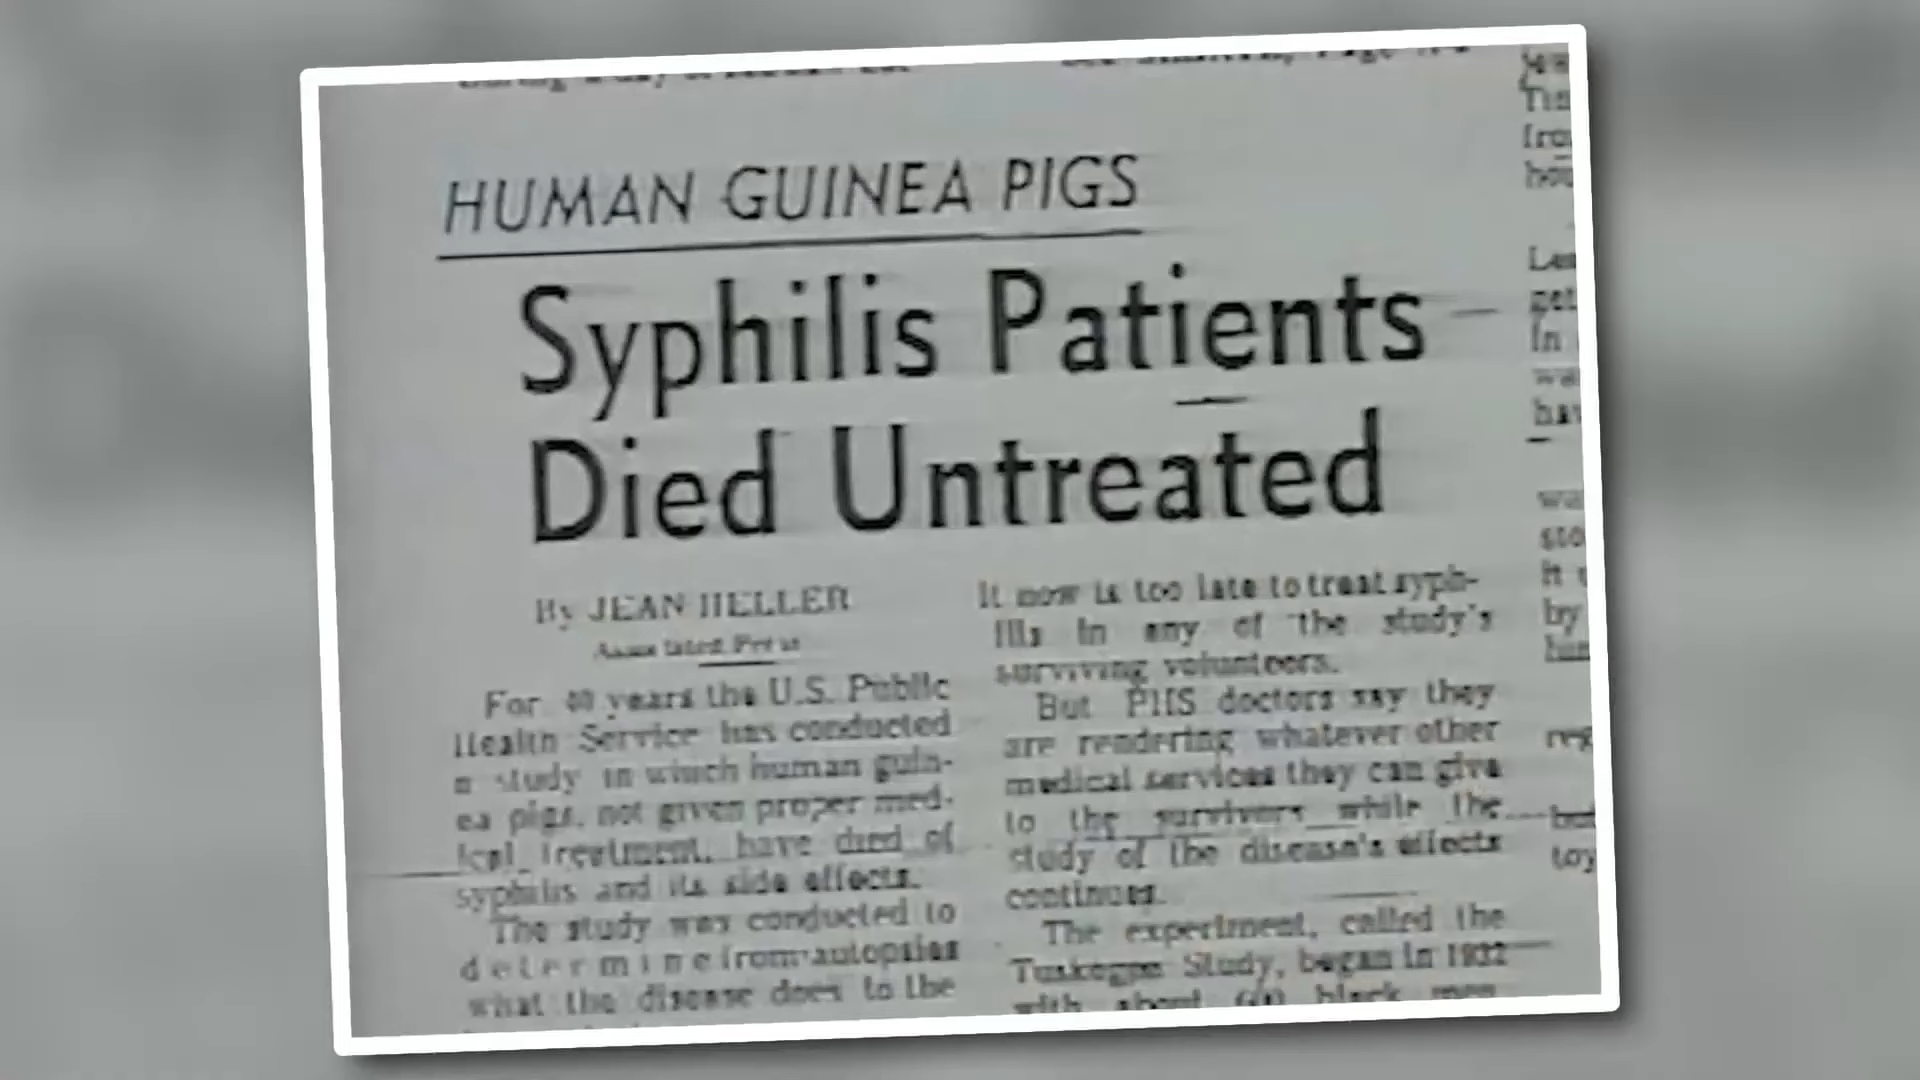 HUMAN GUINEA PIGS
Syphilis Patients
Died Untreated
By JEAN HELLER
For 40 years the U.S. Public
Health Service has conducted
a study in which human guin-
ea pigs, not given proper med-
ical treatment, have died of
syphilis and its side effects.
The study was conducted to
determine from autopsies
what the disease does to the
It now is too late to treat syph-
ilis in any of the study's
surviving volunteers.
But PHS doctors say they
are rendering whatever other
medical services they can give
to the survivors while the
study of the disease's effects
continues.
The experiment, called the
Tuskegee Study, began in 1932
with about 600 black men